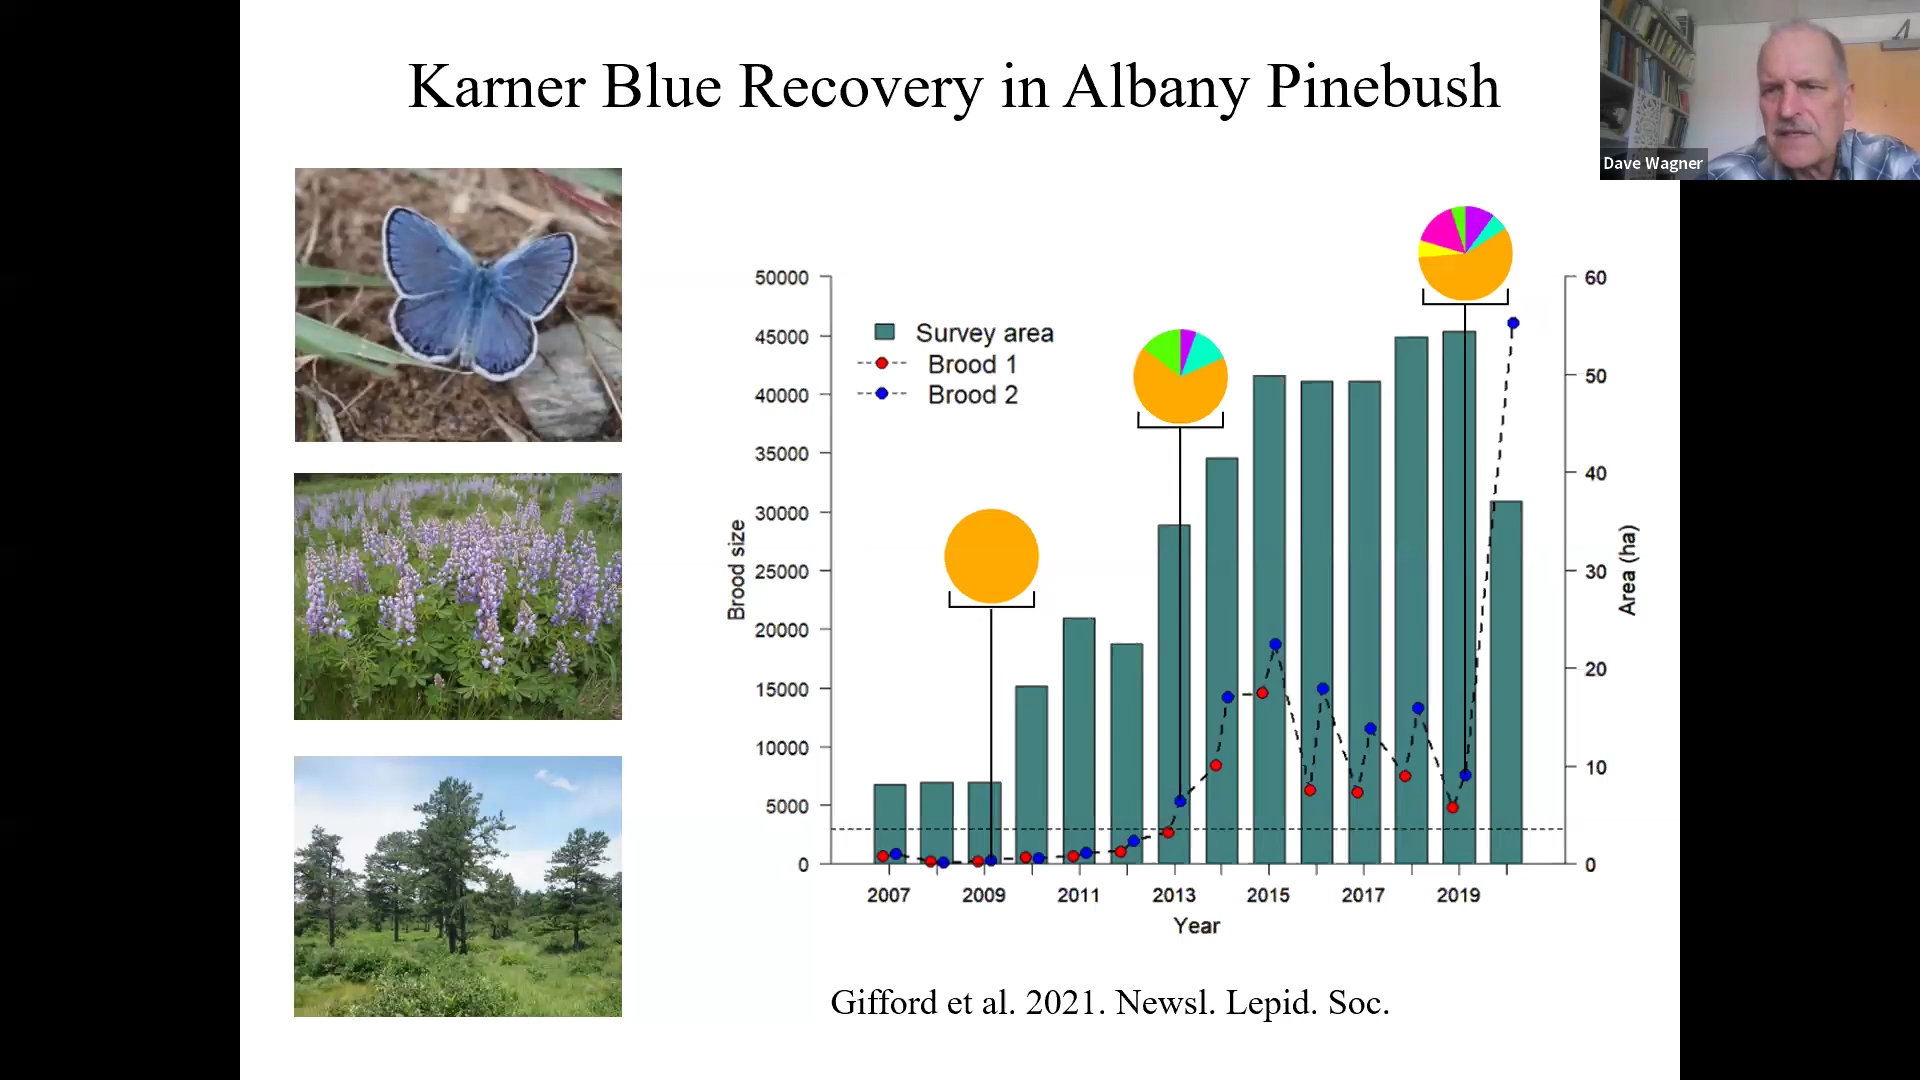 Karner Blue Recovery in Albany Pinebush
Dave Wagner
50000
45000
40000
35000
30000
25000
20000
15000
10000
5000
0
Brood size
Survey area
Brood 1
Brood 2
60
50
40
30
20
10
0
Area (ha)
2007 2009 2011 2013 2015 2017 2019
Year
Gifford et al. 2021. Newsl. Lepid. Soc.